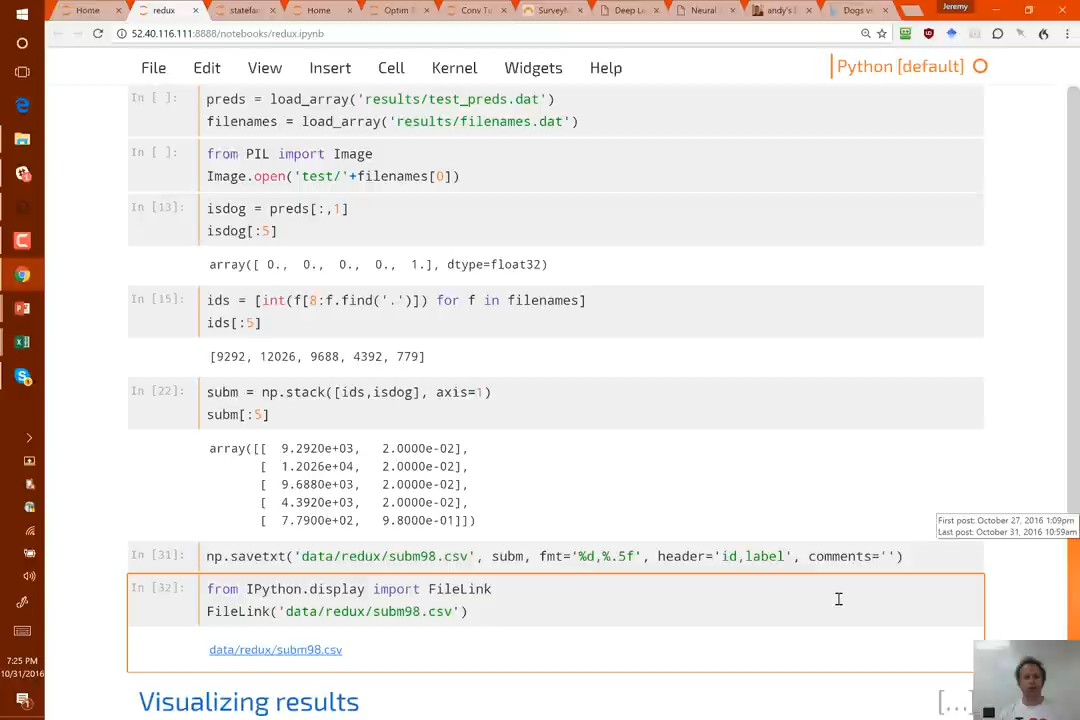 Home
redux
statefa
Home
Optim F
Conv Tu
SurveyM
Deep Le
Neural
andy's
Dogs v
Jeremy
52.40.116.111:8888/notebooks/redux.ipynb
File Edit View Insert Cell Kernel Widgets Help
Python [default]
In [ ]: preds = load_array('results/test_preds.dat')
filenames = load_array('results/filenames.dat')
In [ ]: from PIL import Image
Image.open('test/'+filenames[0])
In [13]: isdog = preds[:,1]
isdog[:5]
array([ 0., 0., 0., 0., 1.], dtype=float32)
In [15]: ids = [int(f[8:f.find('.')]) for f in filenames]
ids[:5]
[9292, 12026, 9688, 4392, 779]
In [22]: subm = np.stack([ids,isdog], axis=1)
subm[:5]
array([[ 9.2920e+03, 2.0000e-02],
[ 1.2026e+04, 2.0000e-02],
[ 9.6880e+03, 2.0000e-02],
[ 4.3920e+03, 2.0000e-02],
[ 7.7900e+02, 9.8000e-01]])
First post: October 27, 2016 1:09pm
Last post: October 31, 2016 10:59am
In [31]: np.savetxt('data/redux/subm98.csv', subm, fmt='%d,%.5f', header='id,label', comments='')
In [32]: from IPython.display import FileLink
FileLink('data/redux/subm98.csv')
data/redux/subm98.csv
Visualizing results
[...]
7:25 PM
10/31/2016